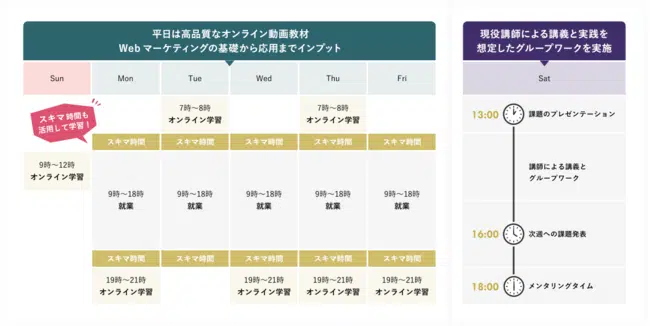 平日は高品質なオンライン動画教材
Web マーケティングの基礎から応用までインプット
Sun
Mon
Tue
Wed
Thu
Fri
7時〜8時
オンライン学習
7時〜8時
オンライン学習
スキマ時間も
活用して学習！
スキマ時間
スキマ時間
スキマ時間
スキマ時間
スキマ時間
9時〜12時
オンライン学習
9時〜18時
就業
9時〜18時
就業
9時〜18時
就業
9時〜18時
就業
9時〜18時
就業
スキマ時間
スキマ時間
スキマ時間
スキマ時間
スキマ時間
19時〜21時
オンライン学習
19時〜21時
オンライン学習
19時〜21時
オンライン学習
19時〜21時
オンライン学習
現役講師による講義と実践を
想定したグループワークを実施
Sat
13:00 課題のプレゼンテーション
講師による講義と
グループワーク
16:00 次週への課題発表
18:00 メンタリングタイム